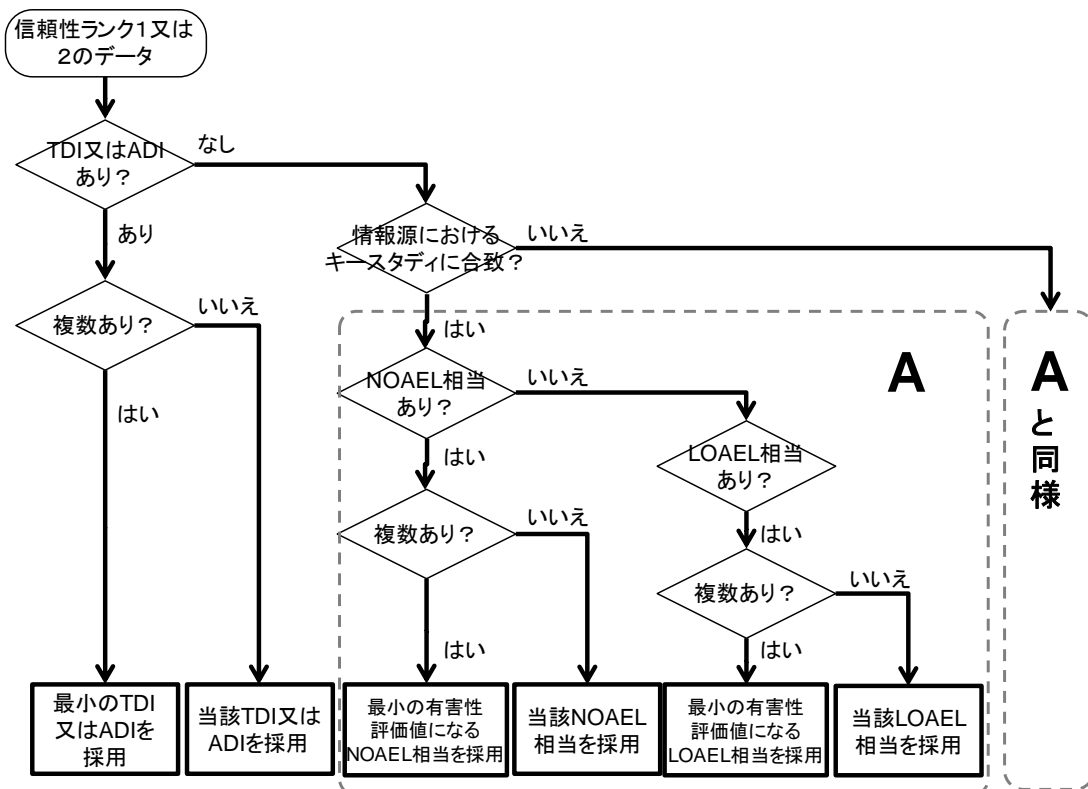 信頼性ランク1又は
2のデータ
TDI又はADI
あり？
なし
あり
情報源における
キースタディに合致？
いいえ
複数あり？
いいえ
はい
はい
A
NOAEL相当
あり？
いいえ
はい
LOAEL相当
あり？
はい
複数あり？
いいえ
はい
複数あり？
いいえ
はい
A
と
同
様
最小のTDI
又はADIを
採用
当該TDI又は
ADIを採用
最小の有害性
評価値になる
NOAEL相当を採用
当該NOAEL
相当を採用
最小の有害性
評価値になる
LOAEL相当を採用
当該LOAEL
相当を採用